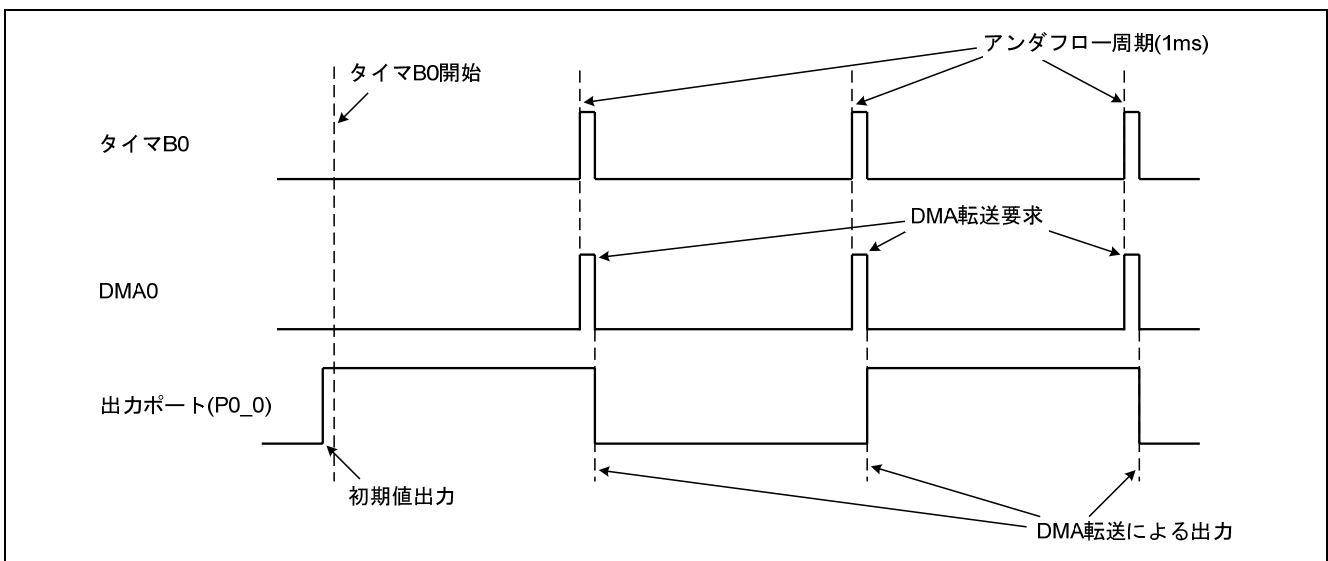 アンダフロー周期(1ms)
タイマB0開始
タイマB0
DMA転送要求
DMA0
出力ポート(P0_0)
初期値出力
DMA転送による出力